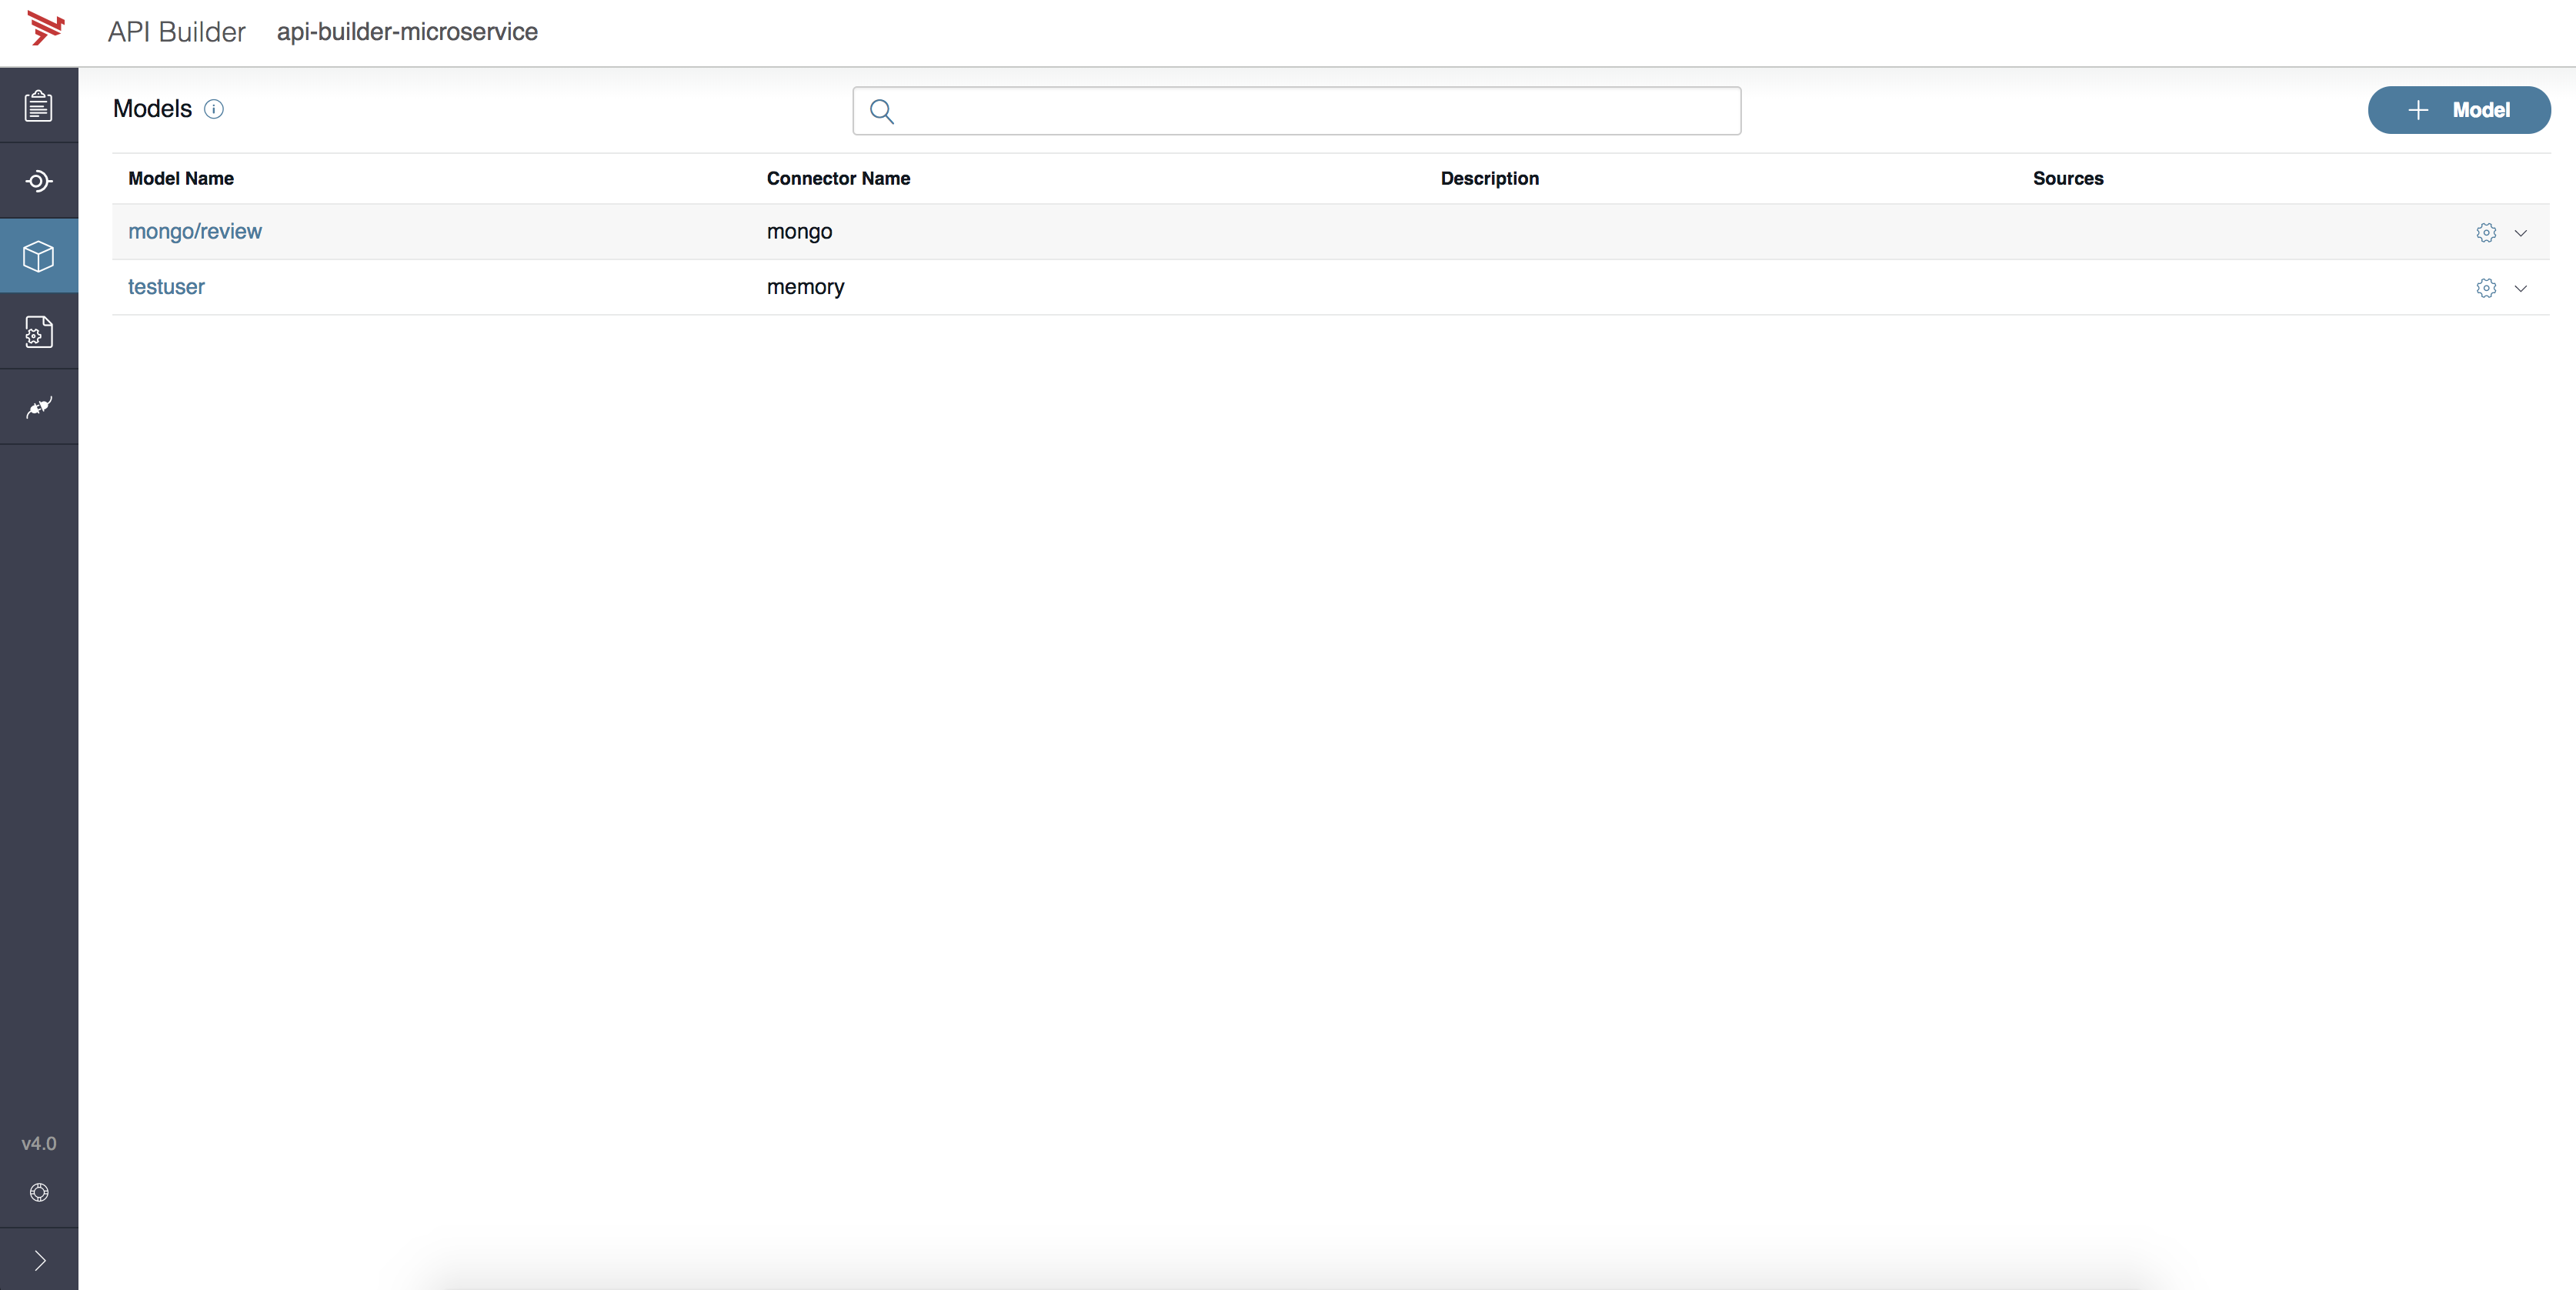 API Builder api-builder-microservice
Models
Model
Model Name Connector Name Description Sources
mongo/review mongo
testuser memory
v4.0